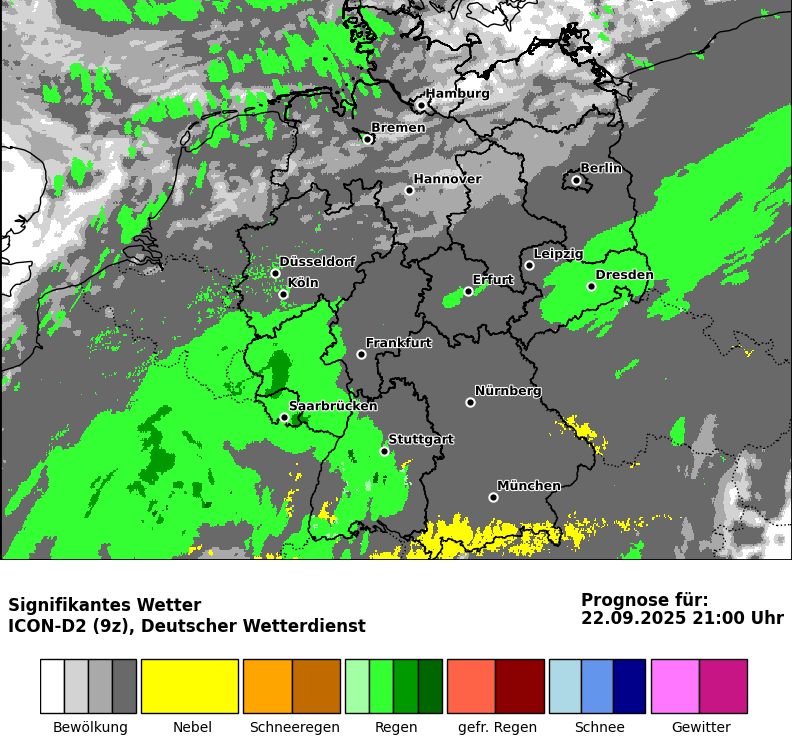 Hamburg
Bremen
Berlin
Hannover
Leipzig
Düsseldorf
Dresden
Köln
Erfurt
Frankfurt
Nürnberg
Saarbrücken
Stuttgart
München
Signifikantes Wetter
ICON-D2 (9z), Deutscher Wetterdienst
Prognose für:
22.09.2025 21:00 Uhr
Bewölkung Nebel Schneeregen Regen gefr. Regen Schnee Gewitter